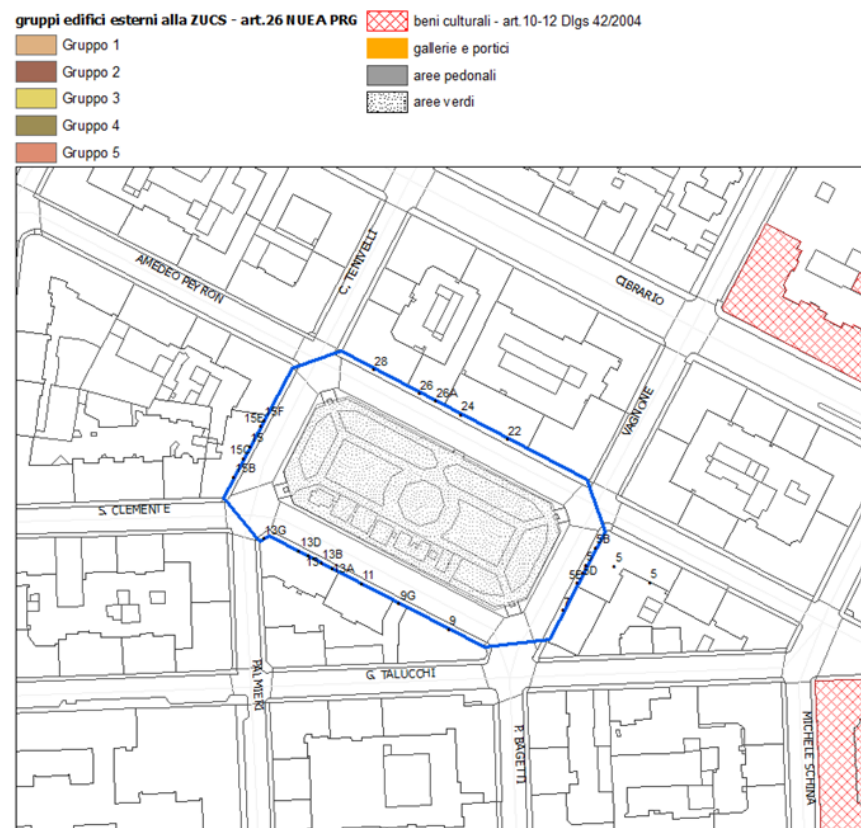 gruppi edifici esterni alla ZUCS - art.26 NUEA PRG
Gruppo 1
Gruppo 2
Gruppo 3
Gruppo 4
Gruppo 5
beni culturali - art.10-12 Dlgs 42/2004
gallerie e portici
aree pedonali
aree verdi
AMEDEO PEYRON
C. TENIVELLI
CIBRARIO
VAGNONE
28
26
26A
24
22
15F
15E
15
15C
15B
S. CLEMENTE
13G
13D
13
13B
13A
11
9G
9
5B
5
5D
5E
5
5
G. TALUCCHI
PALMIERI
P. BAGETTI
MICHELE SCHINA